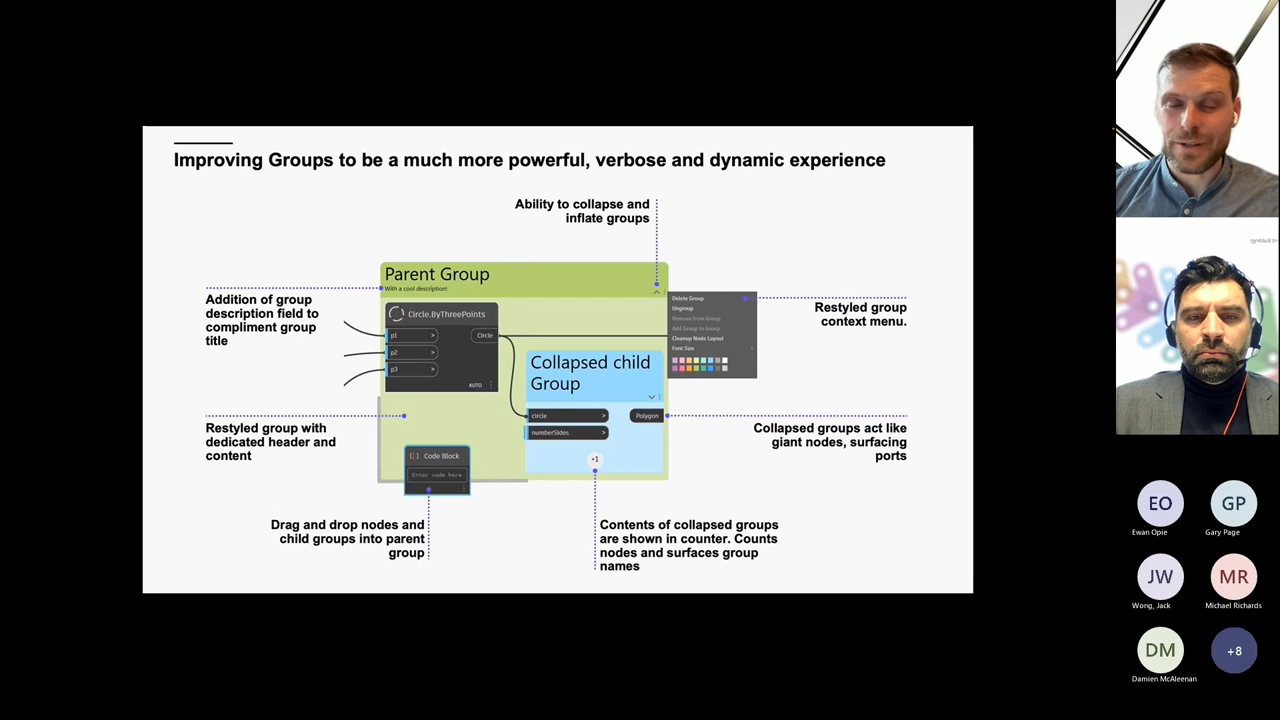 Improving Groups to be a much more powerful, verbose and dynamic experience
Ability to collapse and
inflate groups
Parent Group
With a cool description!
Addition of group
description field to
compliment group
title
Circle.ByThreePoints
p1 >
Circle
p2 >
p3 >
AUTO
Delete Group
Ungroup
Remove from Group
Add Group to Group
Cleanup Node Layout
Font Size >
Restyled group
context menu.
Collapsed child
Group
circle >
Polygon
numberSides >
+1
Restyled group with
dedicated header and
content
Collapsed groups act like
giant nodes, surfacing
ports
Code Block
Enter code here
Drag and drop nodes and
child groups into parent
group
Contents of collapsed groups
are shown in counter. Counts
nodes and surfaces group
names
EO
Ewan Opie
GP
Gary Page
JW
Wong, Jack
MR
Michael Richards
DM
Damien McAleenan
+8